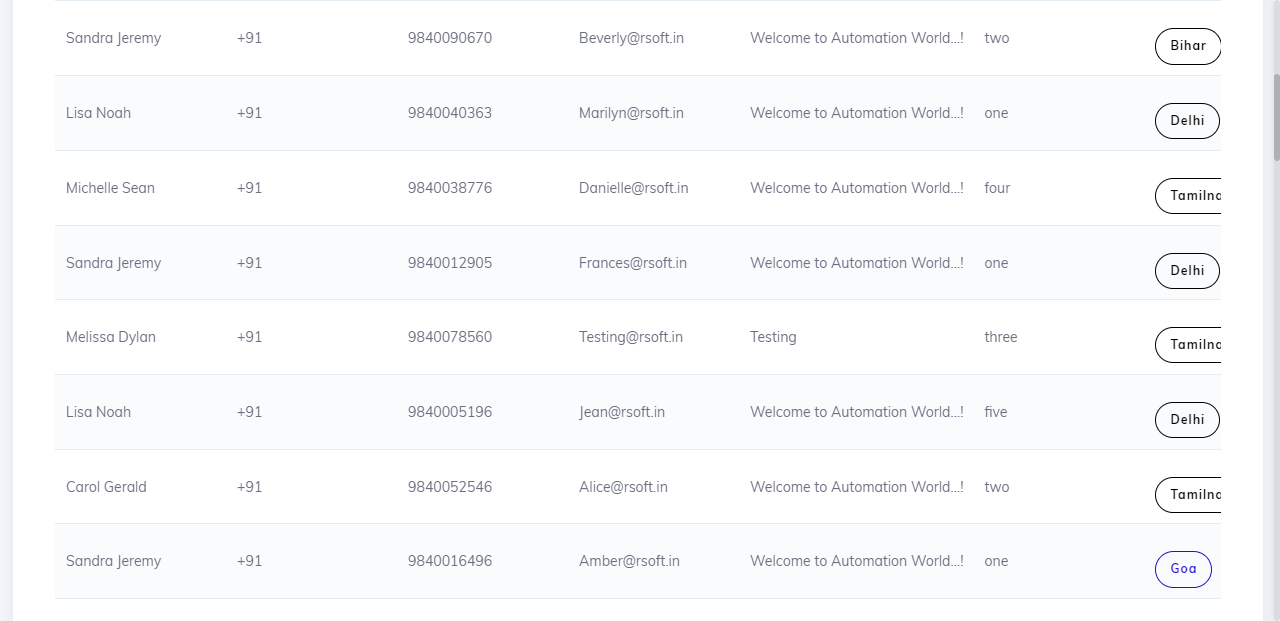 Sandra Jeremy +91 9840090670 Beverly@rsoft.in Welcome to Automation World...! two Bihar
Lisa Noah +91 9840040363 Marilyn@rsoft.in Welcome to Automation World...! one Delhi
Michelle Sean +91 9840038776 Danielle@rsoft.in Welcome to Automation World...! four Tamilna
Sandra Jeremy +91 9840012905 Frances@rsoft.in Welcome to Automation World...! one Delhi
Melissa Dylan +91 9840078560 Testing@rsoft.in Testing three Tamilna
Lisa Noah +91 9840005196 Jean@rsoft.in Welcome to Automation World...! five Delhi
Carol Gerald +91 9840052546 Alice@rsoft.in Welcome to Automation World...! two Tamilna
Sandra Jeremy +91 9840016496 Amber@rsoft.in Welcome to Automation World...! one Goa